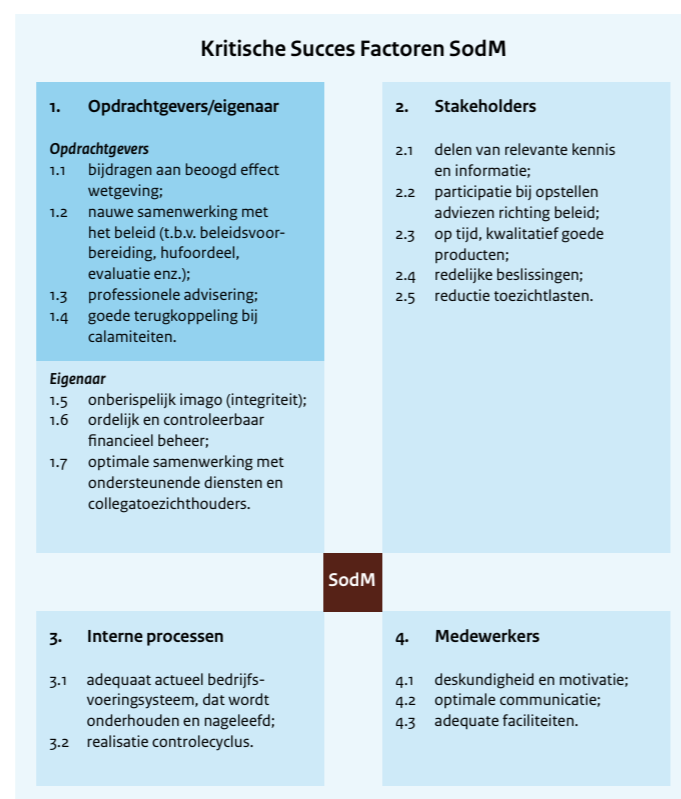 Kritische Succes Factoren SodM
1. Opdrachtgevers/eigenaar
Opdrachtgevers
1.1 bijdragen aan beoogd effect
wetgeving;
1.2 nauwe samenwerking met
het beleid (t.b.v. beleidsvoor-
bereiding, hufoordeel,
evaluatie enz.);
1.3 professionele advisering;
1.4 goede terugkoppeling bij
calamiteiten.
Eigenaar
1.5 onberispelijk imago (integriteit);
1.6 ordelijk en controleerbaar
financieel beheer;
1.7 optimale samenwerking met
ondersteunende diensten en
collegatoezichthouders.
2. Stakeholders
2.1 delen van relevante kennis
en informatie;
2.2 participatie bij opstellen
adviezen richting beleid;
2.3 op tijd, kwalitatief goede
producten;
2.4 redelijke beslissingen;
2.5 reductie toezichtlasten.
SodM
3. Interne processen
3.1 adequaat actueel bedrijfs-
voeringsysteem, dat wordt
onderhouden en nageleefd;
3.2 realisatie controlecyclus.
4. Medewerkers
4.1 deskundigheid en motivatie;
4.2 optimale communicatie;
4.3 adequate faciliteiten.